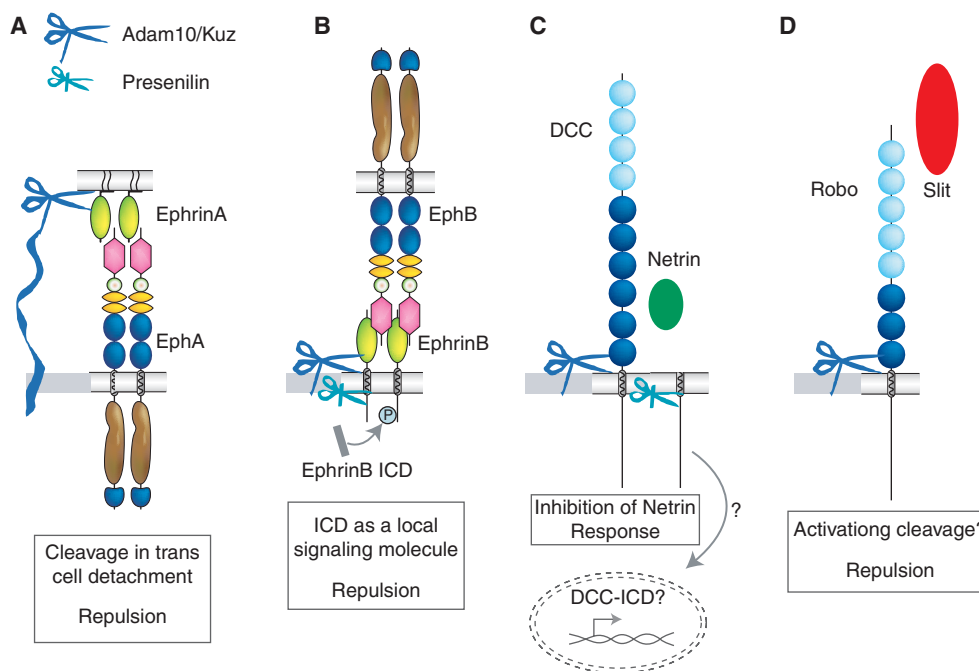 A
Adam10/Kuz
Presenilin
EphrinA
EphA
Cleavage in trans
cell detachment
Repulsion
B
EphB
EphrinB
P
EphrinB ICD
ICD as a local
signaling molecule
Repulsion
C
DCC
Netrin
Inhibition of Netrin
Response
?
DCC-ICD?
D
Robo
Slit
Activationg cleavage?
Repulsion